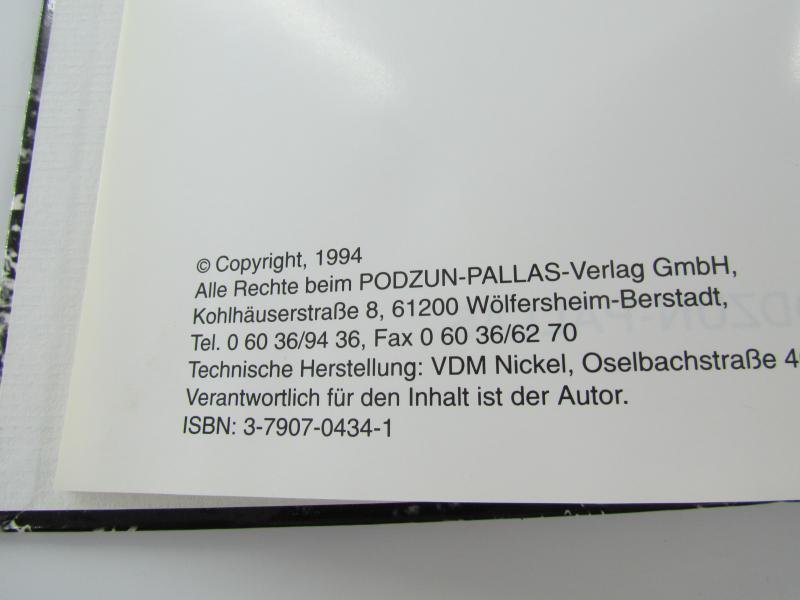 © Copyright, 1994
Alle Rechte beim PODZUN-PALLAS-Verlag GmbH,
Kohlhäuserstraße 8, 61200 Wölfersheim-Berstadt,
Tel. 0 60 36/94 36, Fax 0 60 36/62 70
Technische Herstellung: VDM Nickel, Oselbachstraße
Verantwortlich für den Inhalt ist der Autor.
ISBN: 3-7907-0434-1